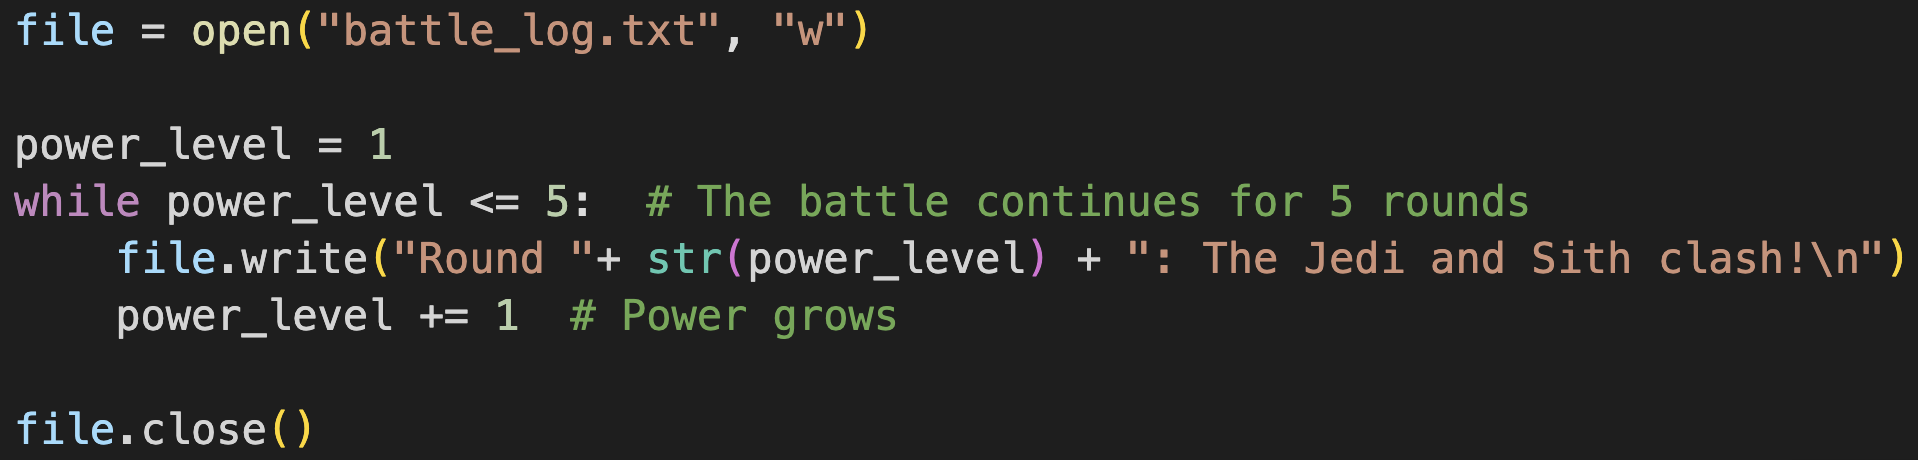 file = open("battle_log.txt", "w")
power_level = 1
while power_level <= 5:  # The battle continues for 5 rounds
    file.write("Round "+ str(power_level) + ": The Jedi and Sith clash!\n")
    power_level += 1  # Power grows
file.close()